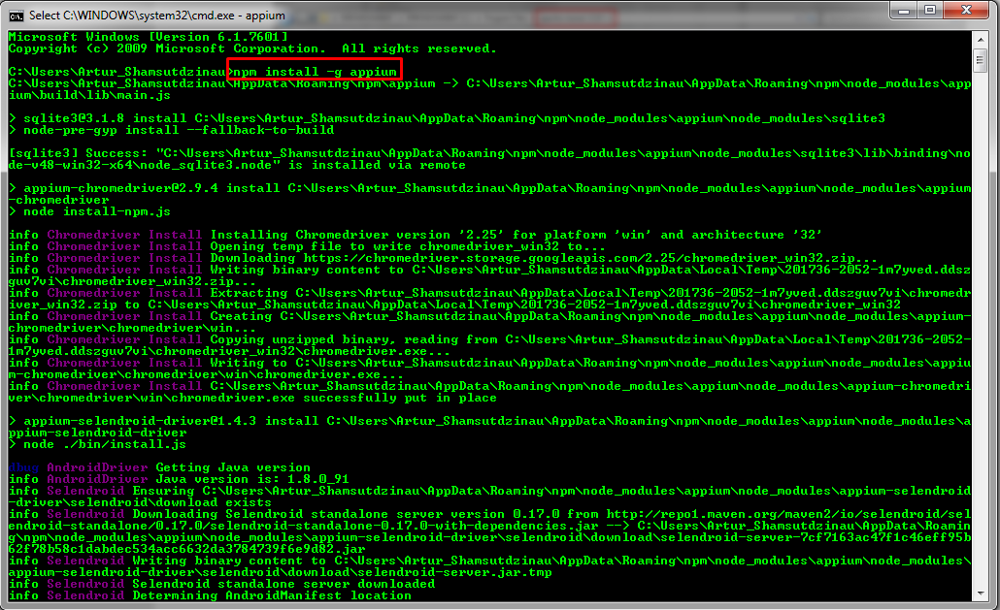 Select C:\WINDOWS\system32\cmd.exe - appium
Microsoft Windows [Version 6.1.7601]
Copyright (c) 2009 Microsoft Corporation.  All rights reserved.
C:\Users\Artur_Shamsutdzinau>npm install -g appium
C:\Users\Artur_Shamsutdzinau\AppData\Roaming\npm\appium -> C:\Users\Artur_Shamsutdzinau\AppData\Roaming\npm\node_modules\app
ium\build\lib\main.js
> sqlite3@3.1.8 install C:\Users\Artur_Shamsutdzinau\AppData\Roaming\npm\node_modules\appium\node_modules\sqlite3
> node-pre-gyp install --fallback-to-build
[sqlite3] Success: "C:\Users\Artur_Shamsutdzinau\AppData\Roaming\npm\node_modules\appium\node_modules\sqlite3\lib\binding\no
de-v48-win32-x64\node_sqlite3.node" is installed via remote
> appium-chromedriver@2.9.4 install C:\Users\Artur_Shamsutdzinau\AppData\Roaming\npm\node_modules\appium\node_modules\appium
-chromedriver
> node install-npm.js
info Chromedriver Install Installing Chromedriver version '2.25' for platform 'win' and architecture '32'
info Chromedriver Install Opening temp file to write chromedriver_win32 to...
info Chromedriver Install Downloading https://chromedriver.storage.googleapis.com/2.25/chromedriver_win32.zip...
info Chromedriver Install Writing binary content to C:\Users\Artur_Shamsutdzinau\AppData\Local\Temp\201736-2052-1m7yved.ddsz
guv7vi\chromedriver_win32.zip...
info Chromedriver Install Extracting C:\Users\Artur_Shamsutdzinau\AppData\Local\Temp\201736-2052-1m7yved.ddszguv7vi\chromedr
iver_win32.zip to C:\Users\Artur_Shamsutdzinau\AppData\Local\Temp\201736-2052-1m7yved.ddszguv7vi\chromedriver_win32
info Chromedriver Install Creating C:\Users\Artur_Shamsutdzinau\AppData\Roaming\npm\node_modules\appium\node_modules\appium-
chromedriver\chromedriver\win...
info Chromedriver Install Copying unzipped binary, reading from C:\Users\Artur_Shamsutdzinau\AppData\Local\Temp\201736-2052-
1m7yved.ddszguv7vi\chromedriver_win32\chromedriver.exe...
info Chromedriver Install Writing to C:\Users\Artur_Shamsutdzinau\AppData\Roaming\npm\node_modules\appium\node_modules\appiu
m-chromedriver\chromedriver\win\chromedriver.exe...
info Chromedriver Install C:\Users\Artur_Shamsutdzinau\AppData\Roaming\npm\node_modules\appium\node_modules\appium-chromedri
ver\chromedriver\win\chromedriver.exe successfully put in place
> appium-selendroid-driver@1.4.3 install C:\Users\Artur_Shamsutdzinau\AppData\Roaming\npm\node_modules\appium\node_modules\a
ppium-selendroid-driver
> node ./bin/install.js
dbug AndroidDriver Getting Java version
info AndroidDriver Java version is: 1.8.0_91
info Selendroid Ensuring C:\Users\Artur_Shamsutdzinau\AppData\Roaming\npm\node_modules\appium\node_modules\appium-selendroid
-driver\selendroid\download exists
info Selendroid Downloading Selendroid standalone server version 0.17.0 from http://repo1.maven.org/maven2/io/selendroid/sel
endroid-standalone/0.17.0/selendroid-standalone-0.17.0-with-dependencies.jar --> C:\Users\Artur_Shamsutdzinau\AppData\Roamin
g\npm\node_modules\appium\node_modules\appium-selendroid-driver\selendroid\download\selendroid-server-7cf7163ac47f1c46eff95b
62f78b58c1dabdec534acc6632da3784739f6e9d82.jar
info Selendroid Writing binary content to C:\Users\Artur_Shamsutdzinau\AppData\Roaming\npm\node_modules\appium\node_modules\
appium-selendroid-driver\selendroid\download\selendroid-server.jar.tmp
info Selendroid Selendroid standalone server downloaded
info Selendroid Determining AndroidManifest location